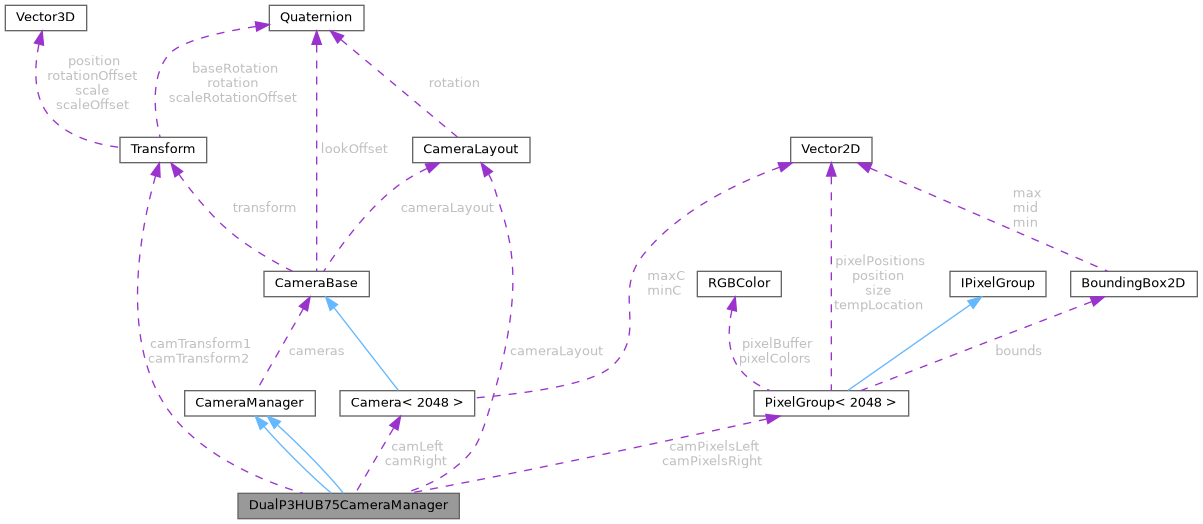 Vector3D
Quaternion
position
rotationOffset
scale
scaleOffset
baseRotation
rotation
scaleRotationOffset
rotation
Transform
lookOffset
CameraLayout
Vector2D
transform
cameraLayout
max
mid
min
maxC
minC
pixelPositions
position
size
tempLocation
CameraBase
RGBColor
IPixelGroup
BoundingBox2D
camTransform1
camTransform2
cameras
cameraLayout
pixelBuffer
pixelColors
bounds
CameraManager
Camera< 2048 >
PixelGroup< 2048 >
camLeft
camRight
camPixelsLeft
camPixelsRight
DualP3HUB75CameraManager